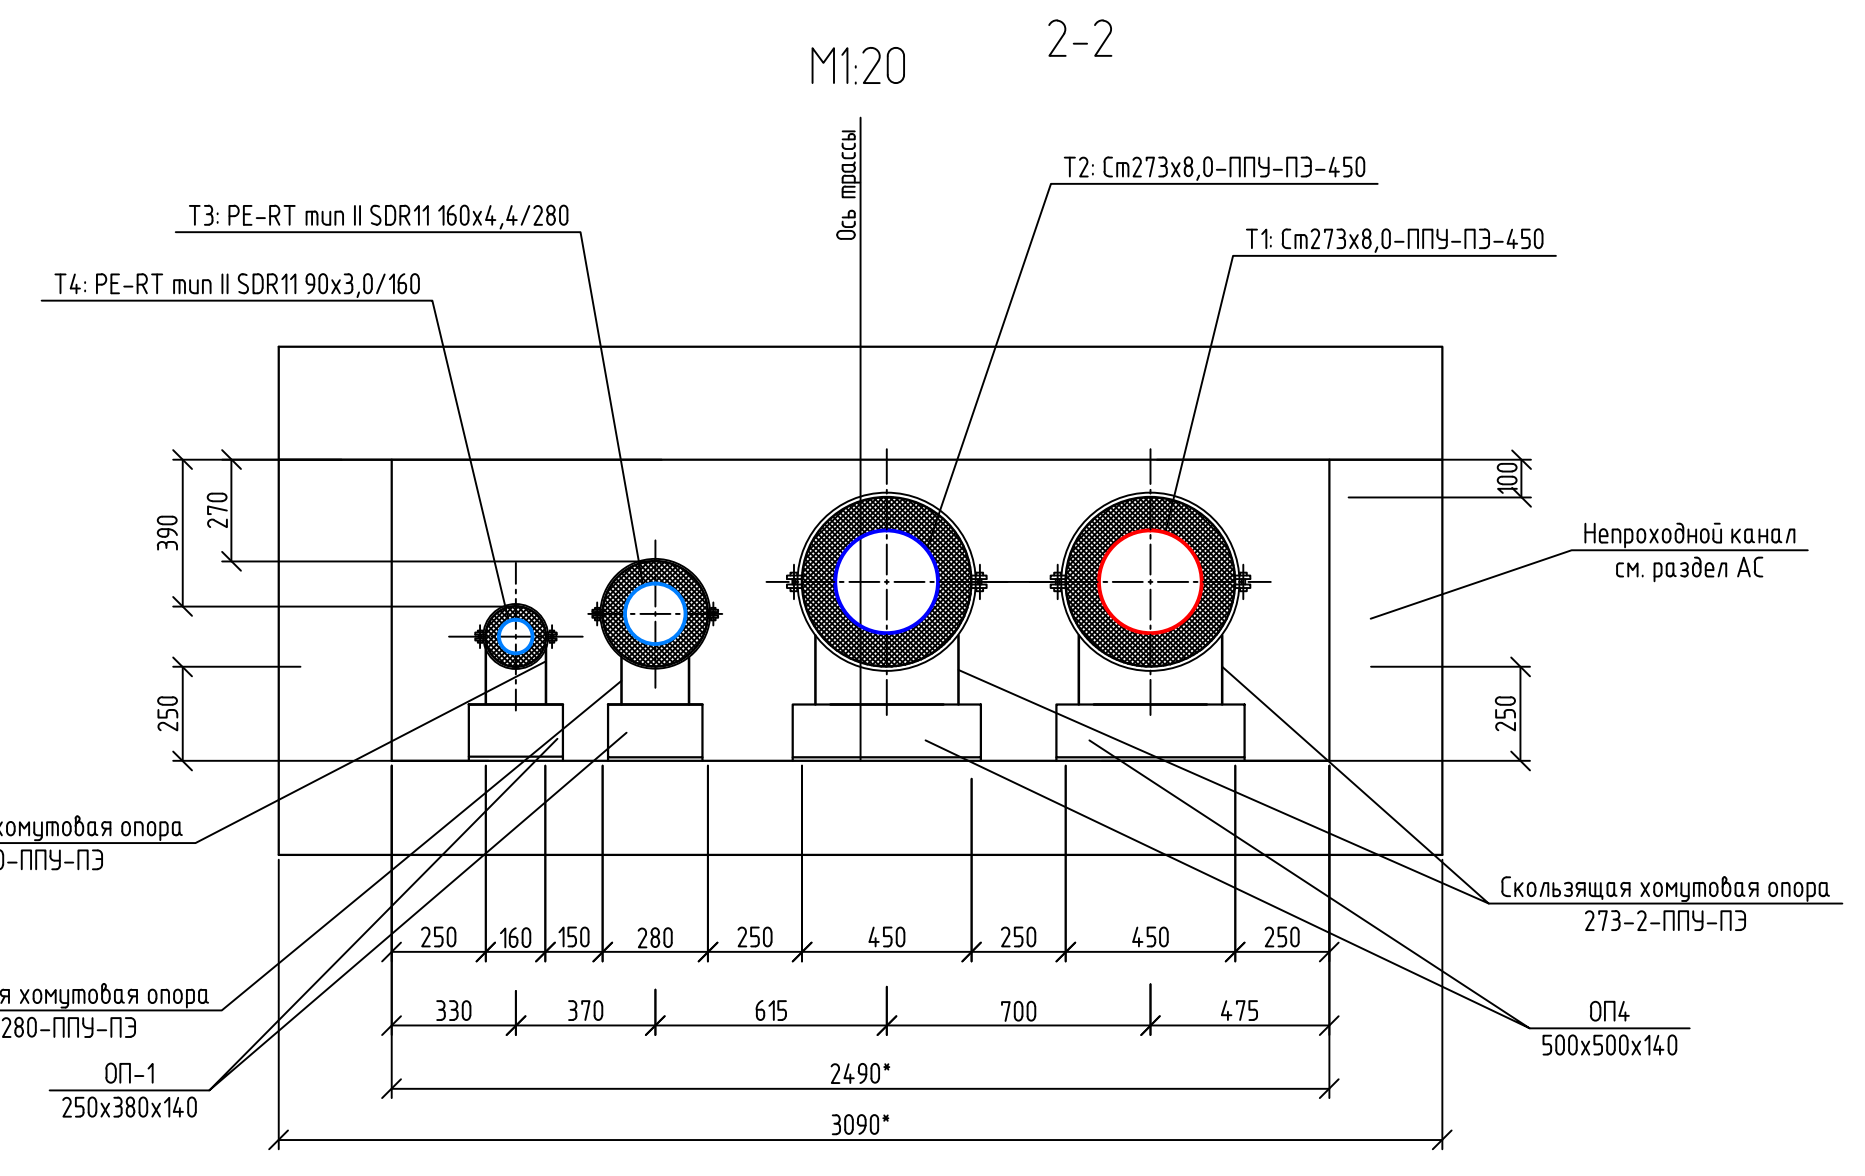 2-2
М1:20
Ось трассы
Т2: Ст273х8,0-ППУ-ПЭ-450
Т3: PE-RT тип II SDR11 160х4,4/280
Т1: Ст273х8,0-ППУ-ПЭ-450
Т4: PE-RT тип II SDR11 90х3,0/160
390
270
100
Непроходной канал
см. раздел АС
250
250
хомутовая опора
0-ППУ-ПЭ
Скользящая хомутовая опора
273-2-ППУ-ПЭ
250 160 150 280 250 450 250 450 250
я хомутовая опора
280-ППУ-ПЭ
330 370 615 700 475
ОП4
500х500х140
ОП-1
250х380х140
2490*
3090*